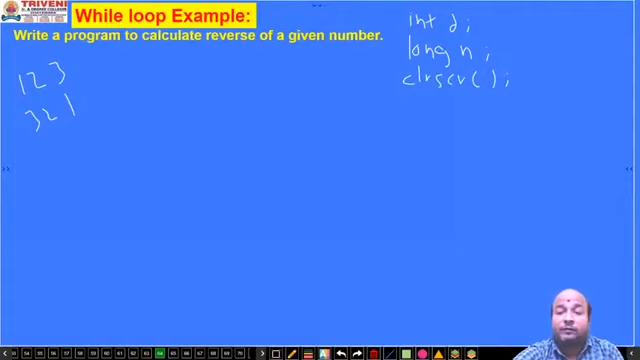 TRIVENI
While loop Example:
Write a program to calculate reverse of a given number.
int d;
long n;
clrscr();
123
321